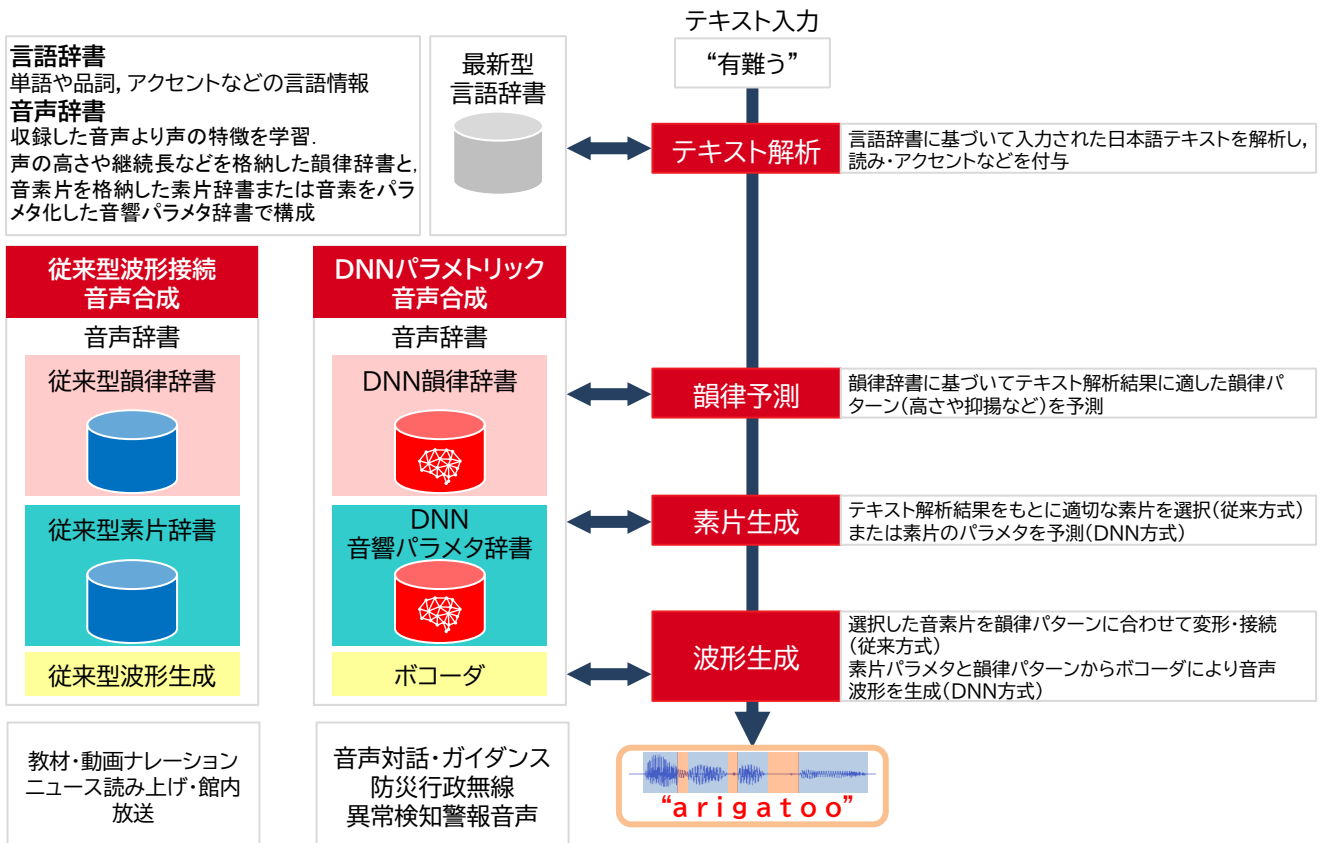 言語辞書
単語や品詞, アクセントなどの言語情報
音声辞書
収録した音声より声の特徴を学習.
声の高さや継続長などを格納した韻律辞書と,
音素片を格納した素片辞書または音素をパラ
メタ化した音響パラメタ辞書で構成
最新型
言語辞書
テキスト入力
“有難う”
テキスト解析
言語辞書に基づいて入力された日本語テキストを解析し,
読み・アクセントなどを付与
従来型波形接続
音声合成
音声辞書
従来型韻律辞書
従来型素片辞書
従来型波形生成
DNNパラメトリック
音声合成
音声辞書
DNN韻律辞書
DNN
音響パラメタ辞書
ボコーダ
韻律予測
韻律辞書に基づいてテキスト解析結果に適した韻律パ
ターン(高さや抑揚など)を予測
素片生成
テキスト解析結果をもとに適切な素片を選択(従来方式)
または素片のパラメタを予測(DNN方式)
波形生成
選択した音素片を韻律パターンに合わせて変形・接続
(従来方式)
素片パラメタと韻律パターンからボコーダにより音声
波形を生成(DNN方式)
教材・動画ナレーション
ニュース読み上げ・館内
放送
音声対話・ガイダンス
防災行政無線
異常検知警報音声
“arigatoo”